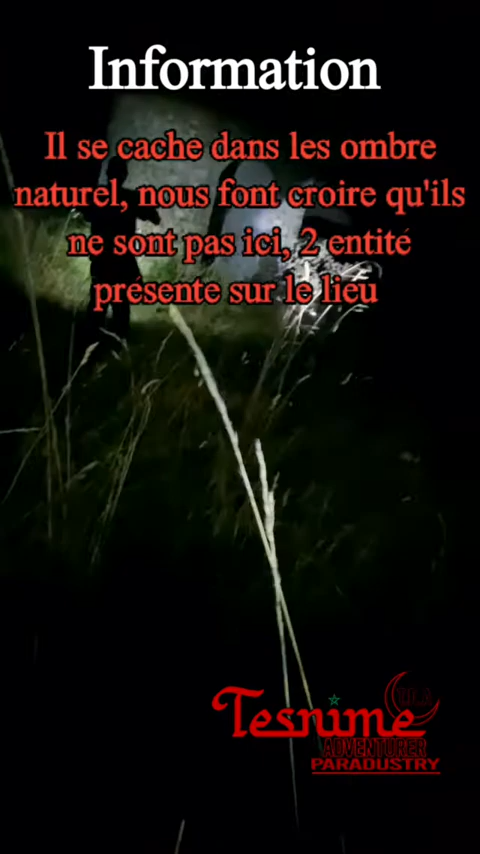 Information
Il se cache dans les ombre
naturel, nous font croire qu'ils
ne sont pas ici, 2 entité
présente sur le lieu
Tesnime
ADVENTURER
PARADUSTRY